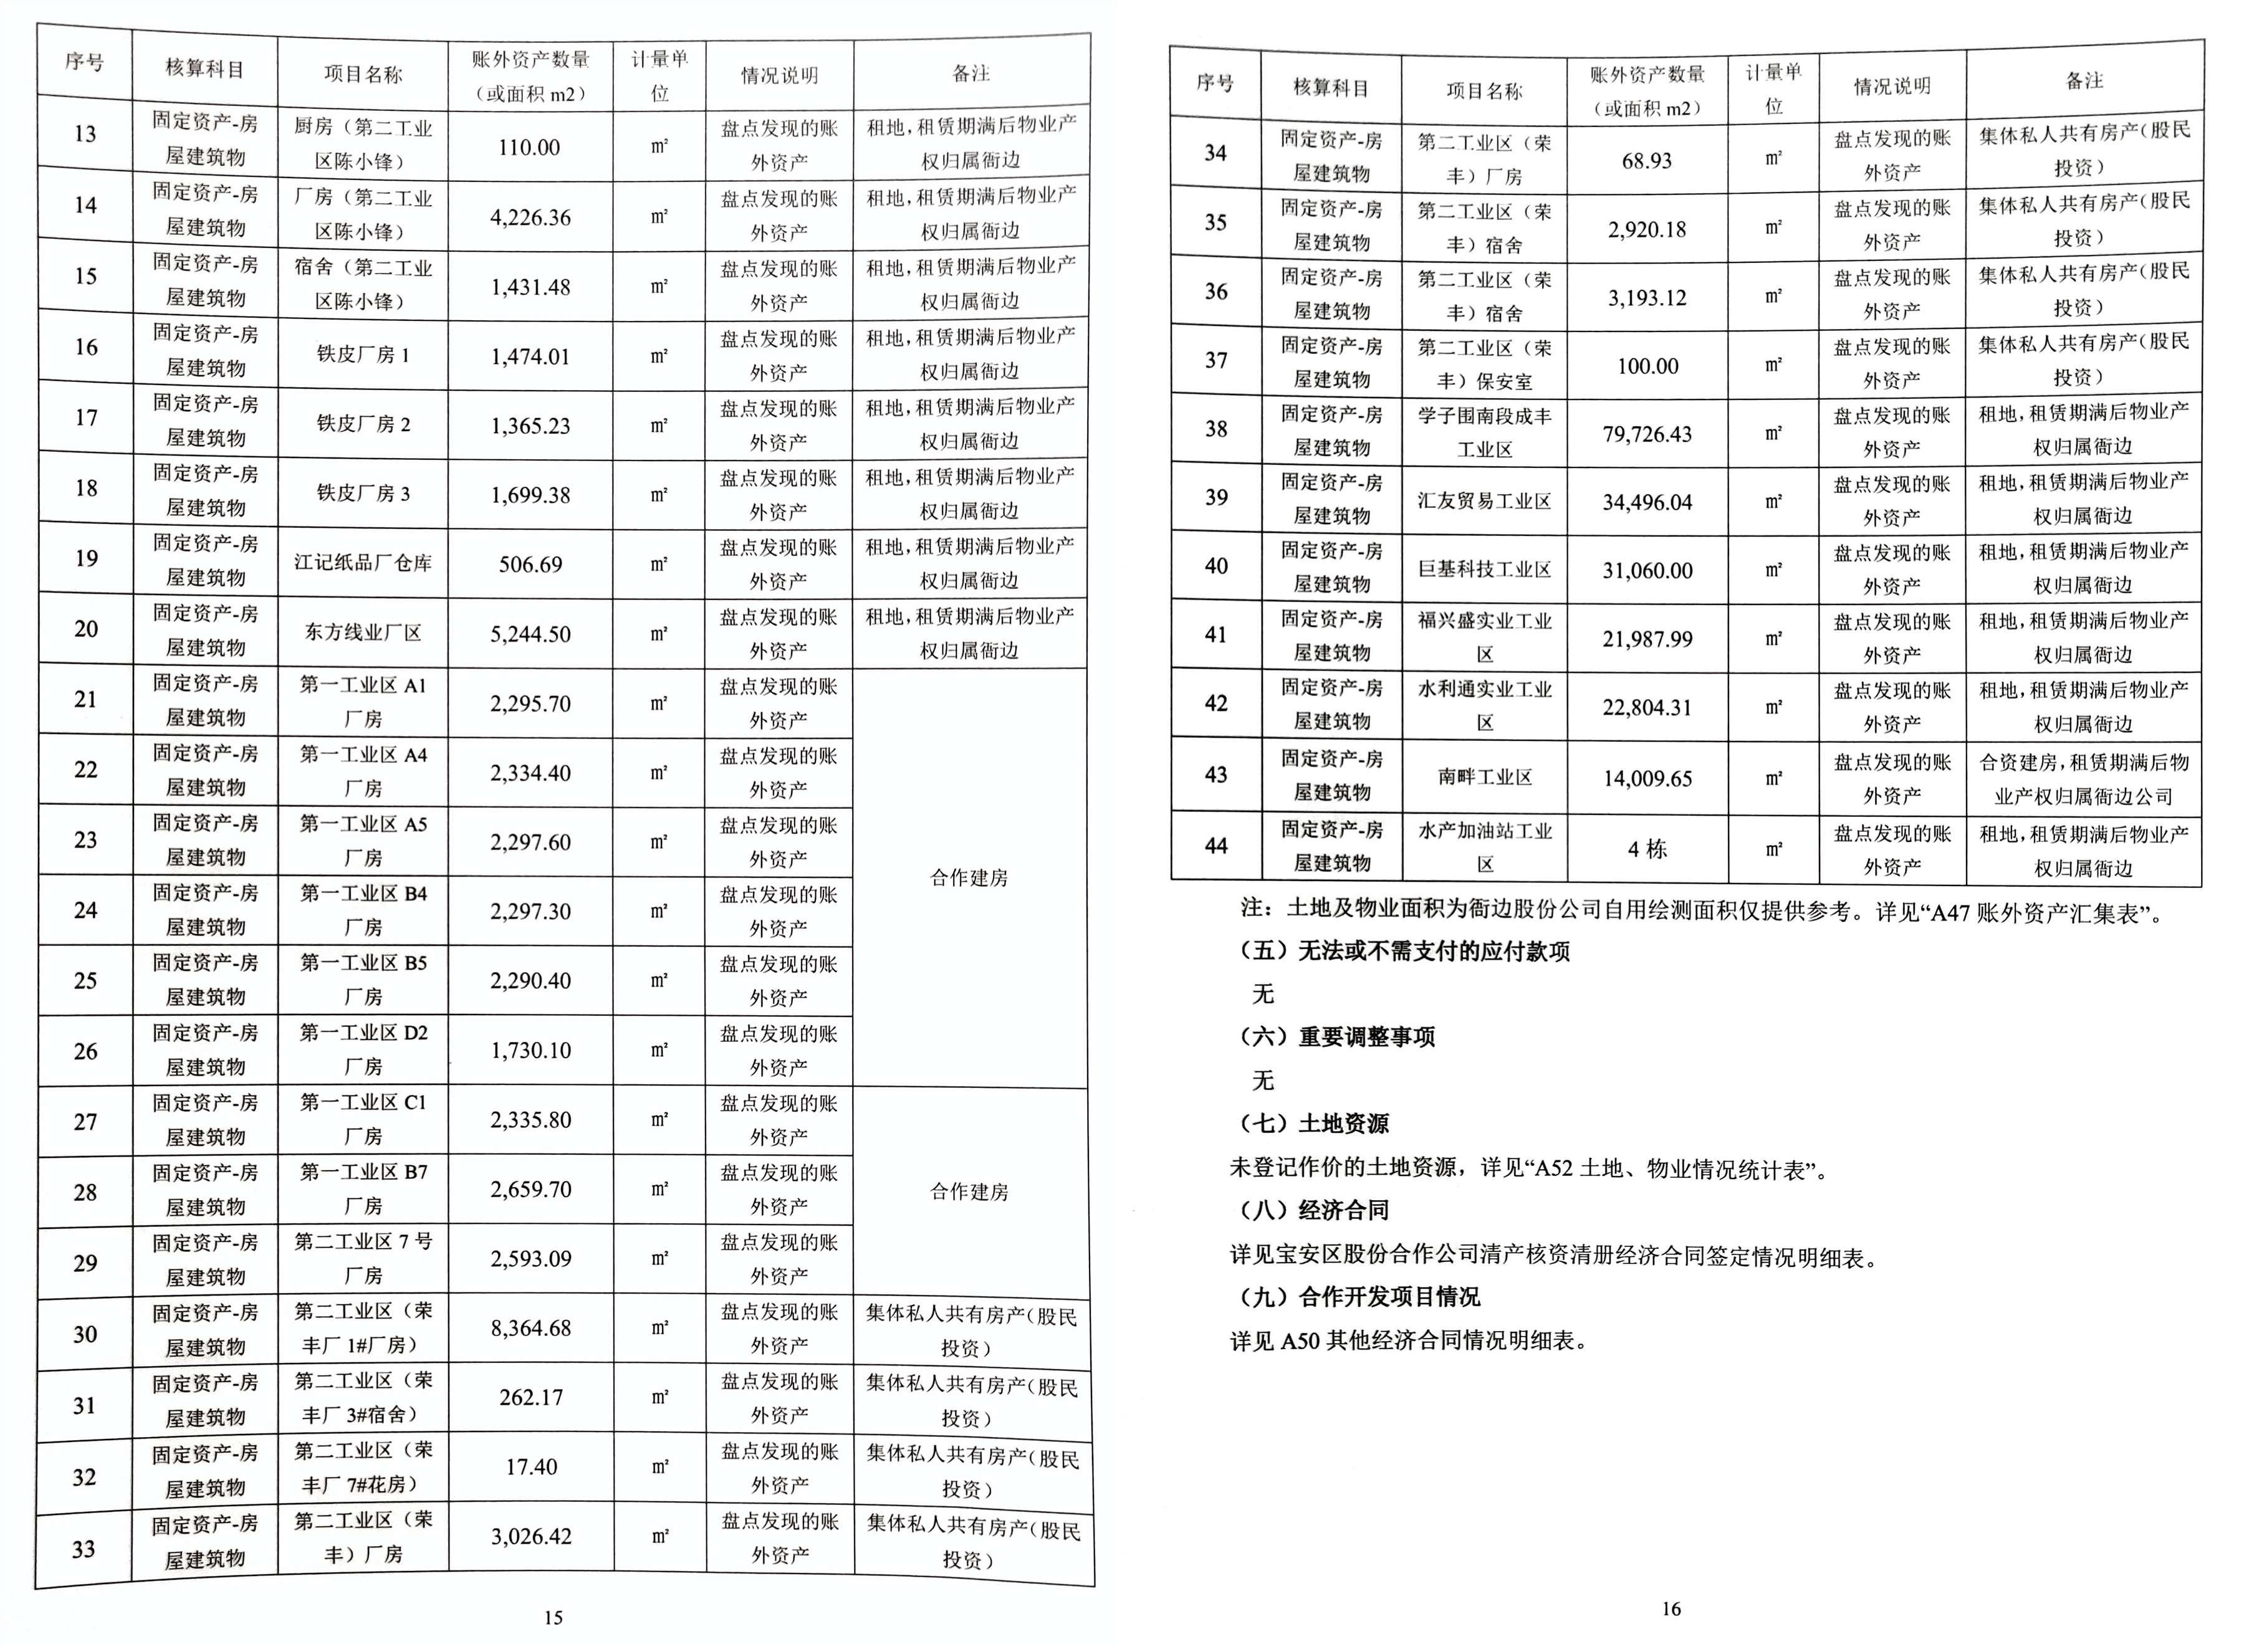 序号 核算科目 项目名称 账外资产数量 计量单 情况说明 备注
（或面积 m2） 位
13 固定资产-房 厨房（第二工业 110.00 m² 盘点发现的账 租地，租赁期满后物业产
屋建筑物 区陈小锋） 外资产 权归属衙边
14 固定资产-房 厂房（第二工业 4,226.36 m² 盘点发现的账 租地，租赁期满后物业产
屋建筑物 区陈小锋） 外资产 权归属衙边
15 固定资产-房 宿舍（第二工业 1,431.48 m² 盘点发现的账 租地，租赁期满后物业产
屋建筑物 区陈小锋） 外资产 权归属衙边
16 固定资产-房 铁皮厂房 1 1,474.01 m² 盘点发现的账 租地，租赁期满后物业产
屋建筑物 外资产 权归属衙边
17 固定资产-房 铁皮厂房 2 1,365.23 m² 盘点发现的账 租地，租赁期满后物业产
屋建筑物 外资产 权归属衙边
18 固定资产-房 铁皮厂房 3 1,699.38 m² 盘点发现的账 租地，租赁期满后物业产
屋建筑物 外资产 权归属衙边
19 固定资产-房 江记纸品厂仓库 506.69 m² 盘点发现的账 租地，租赁期满后物业产
屋建筑物 外资产 权归属衙边
20 固定资产-房 东方线业厂区 5,244.50 m² 盘点发现的账 租地，租赁期满后物业产
屋建筑物 外资产 权归属衙边
21 固定资产-房 第一工业区 A1 2,295.70 m² 盘点发现的账
屋建筑物 厂房 外资产
22 固定资产-房 第一工业区 A4 2,334.40 m² 盘点发现的账
屋建筑物 厂房 外资产
23 固定资产-房 第一工业区 A5 2,297.60 m² 盘点发现的账
屋建筑物 厂房 外资产
合作建房
24 固定资产-房 第一工业区 B4 2,297.30 m² 盘点发现的账
屋建筑物 厂房 外资产
25 固定资产-房 第一工业区 B5 2,290.40 m² 盘点发现的账
屋建筑物 厂房 外资产
26 固定资产-房 第一工业区 D2 1,730.10 m² 盘点发现的账
屋建筑物 厂房 外资产
27 固定资产-房 第一工业区 C1 2,335.80 m² 盘点发现的账
屋建筑物 厂房 外资产
28 固定资产-房 第一工业区 B7 2,659.70 m² 盘点发现的账 合作建房
屋建筑物 厂房 外资产
29 固定资产-房 第二工业区 7 号 2,593.09 m² 盘点发现的账
屋建筑物 厂房 外资产
30 固定资产-房 第二工业区（荣 8,364.68 m² 盘点发现的账 集体私人共有房产（股民
屋建筑物 丰厂 1#厂房） 外资产 投资）
31 固定资产-房 第二工业区（荣 262.17 m² 盘点发现的账 集体私人共有房产（股民
屋建筑物 丰厂 3#宿舍） 外资产 投资）
32 固定资产-房 第二工业区（荣 17.40 m² 盘点发现的账 集体私人共有房产（股民
屋建筑物 丰厂 7#花房） 外资产 投资）
33 固定资产-房 第二工业区（荣 3,026.42 m² 盘点发现的账 集体私人共有房产（股民
屋建筑物 丰）厂房 外资产 投资）
15
序号 核算科目 项目名称 账外资产数量 计量单 情况说明 备注
（或面积 m2） 位
34 固定资产-房 第二工业区（荣 68.93 m² 盘点发现的账 集体私人共有房产（股民
屋建筑物 丰）厂房 外资产 投资）
35 固定资产-房 第二工业区（荣 2,920.18 m² 盘点发现的账 集体私人共有房产（股民
屋建筑物 丰）宿舍 外资产 投资）
36 固定资产-房 第二工业区（荣 3,193.12 m² 盘点发现的账 集体私人共有房产（股民
屋建筑物 丰）宿舍 外资产 投资）
37 固定资产-房 第二工业区（荣 100.00 m² 盘点发现的账 集体私人共有房产（股民
屋建筑物 丰）保安室 外资产 投资）
38 固定资产-房 学子围南段成丰 79,726.43 m² 盘点发现的账 租地，租赁期满后物业产
屋建筑物 工业区 外资产 权归属衙边
39 固定资产-房 汇友贸易工业区 34,496.04 m² 盘点发现的账 租地，租赁期满后物业产
屋建筑物 外资产 权归属衙边
40 固定资产-房 巨基科技工业区 31,060.00 m² 盘点发现的账 租地，租赁期满后物业产
屋建筑物 外资产 权归属衙边
41 固定资产-房 福兴盛实业工业 21,987.99 m² 盘点发现的账 租地，租赁期满后物业产
屋建筑物 区 外资产 权归属衙边
42 固定资产-房 水利通实业工业 22,804.31 m² 盘点发现的账 租地，租赁期满后物业产
屋建筑物 区 外资产 权归属衙边
43 固定资产-房 南畔工业区 14,009.65 m² 盘点发现的账 合资建房，租赁期满后物
屋建筑物 外资产 业产权归属衙边公司
44 固定资产-房 水产加油站工业 4 栋 m² 盘点发现的账 租地，租赁期满后物业产
屋建筑物 区 外资产 权归属衙边
注：土地及物业面积为衙边股份公司自用绘测面积仅提供参考。详见“A47 账外资产汇集表”。
（五）无法或不需支付的应付款项
无
（六）重要调整事项
无
（七）土地资源
未登记作价的土地资源，详见“A52 土地、物业情况统计表”。
（八）经济合同
详见宝安区股份合作公司清产核资清册经济合同签定情况明细表。
（九）合作开发项目情况
详见 A50 其他经济合同情况明细表。
16